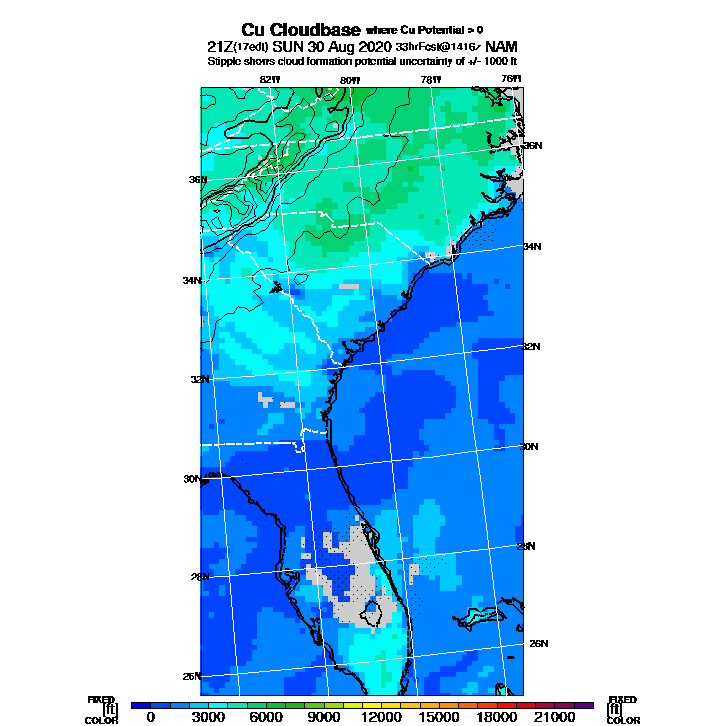 Cu Cloudbase where Cu Potential > 0
21Z(17edt) SUN 30 Aug 2020 33hrFcst@1416z NAM
Stipple shows cloud formation potential uncertainty of +/- 1000 ft
82W 80W 78W 76W
36N
36N
34N
34N
32N
32N
30N
30N
28N
28N
26N
26N
FIXED FIXED
[ft] [ft]
COLOR COLOR
0 3000 6000 9000 12000 15000 18000 21000